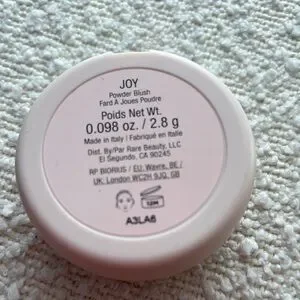 JOY
Powder Blush
Fard A Joues Poudre
Poids Net Wt.
0.098 oz. / 2.8 g
Made in Italy | Fabriqué en Italie
Dist. By/Par Rare Beauty, LLC
El Segundo, CA 90245
RP BIORIUS / EU, Wavre, BE /
UK, London WC2H 9JQ, GB
12M
A3LA6